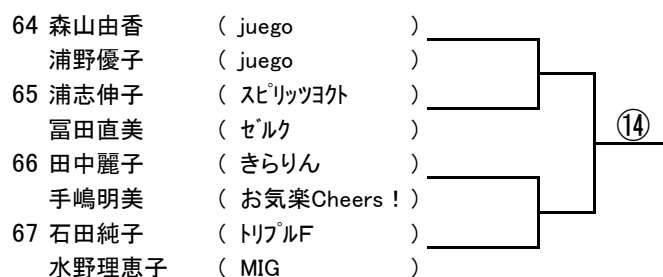 64 森山由香 ( juego )
浦野優子 ( juego )
65 浦志伸子 ( ｽﾋﾟﾘｯﾂﾖｸﾄ )
冨田直美 ( ｾﾞﾙｸ )
66 田中麗子 ( きらりん )
手嶋明美 ( お気楽Cheers！)
67 石田純子 ( ﾄﾘﾌﾟﾙF )
水野理恵子 ( MIG )
⑭